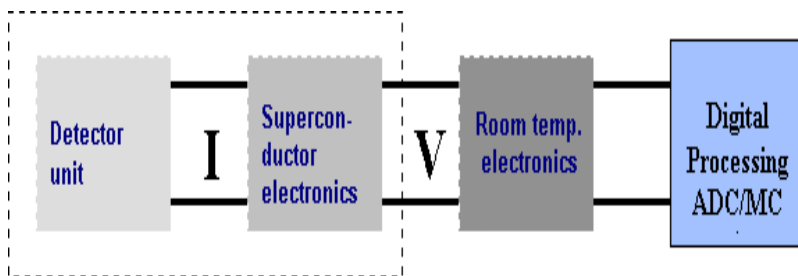 Detector
unit
I
Supercon-
ductor
electronics
V
Room temp.
electronics
Digital
Processing
ADC/MC
.